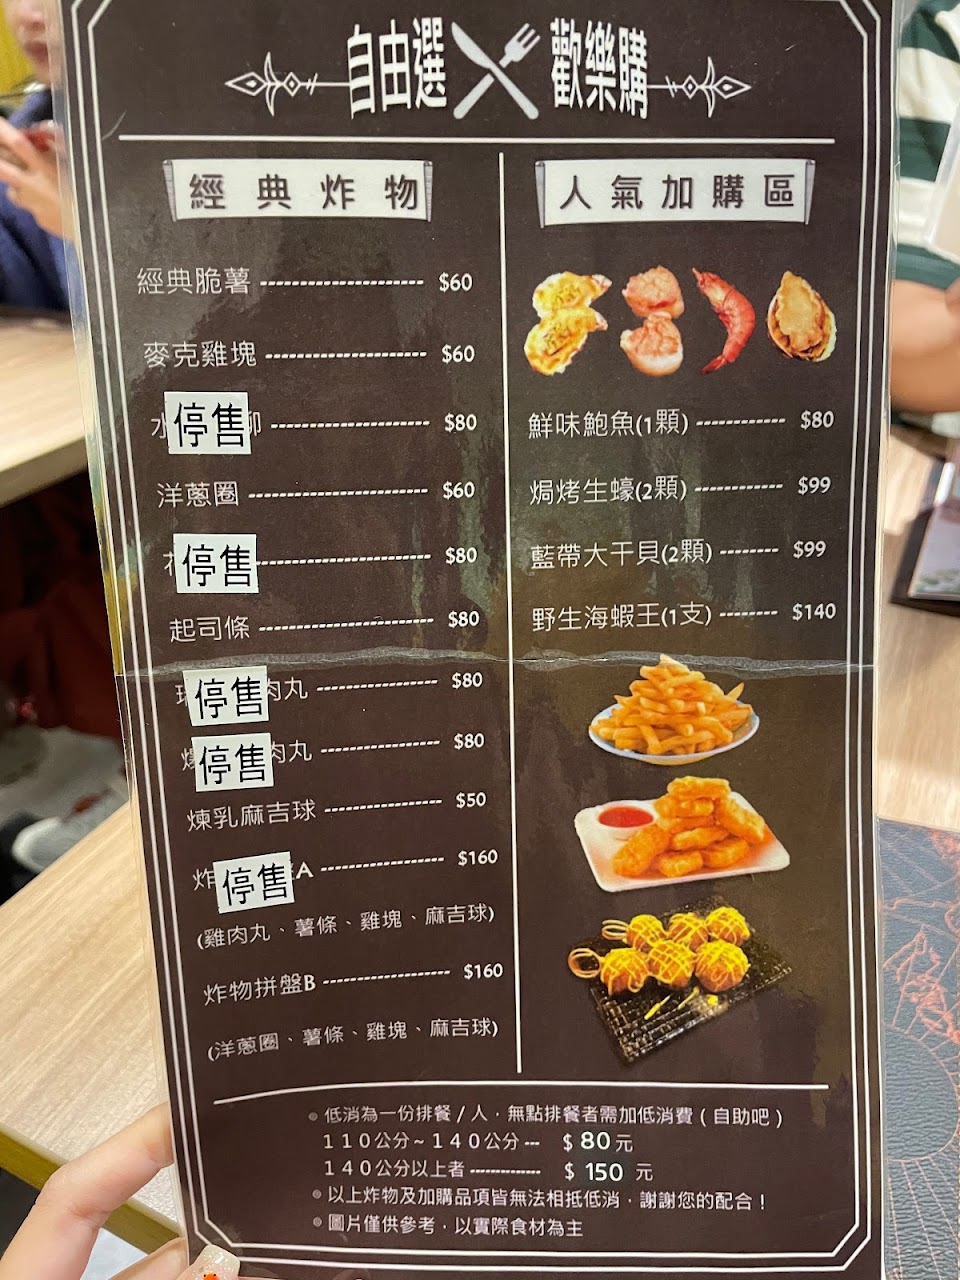 自由選 歡樂購
經典炸物
經典脆薯 ---------------------- $60
麥克雞塊 ---------------------- $60
水 停售 柳 ---------------------- $80
洋蔥圈 ------------------------ $60
停售 ------------------------ $80
起司條 ------------------------ $80
停售 肉丸 ---------------- $80
停售 肉丸 ---------------- $80
煉乳麻吉球 ---------------- $50
炸 停售 A ----------------- $160
(雞肉丸、薯條、雞塊、麻吉球)
炸物拼盤B ----------------- $160
(洋蔥圈、薯條、雞塊、麻吉球)
人氣加購區
鮮味鮑魚(1顆) ------------ $80
焗烤生蠔(2顆) ------------ $99
藍帶大干貝(2顆) -------- $99
野生海蝦王(1支) -------- $140
● 低消為一份排餐 / 人，無點排餐者需加低消費 ( 自助吧 )
110公分~140公分 --- $ 80 元
140公分以上者 ------------- $ 150 元
● 以上炸物及加購品項皆無法相抵低消，謝謝您的配合！
● 圖片僅供參考，以實際食材為主